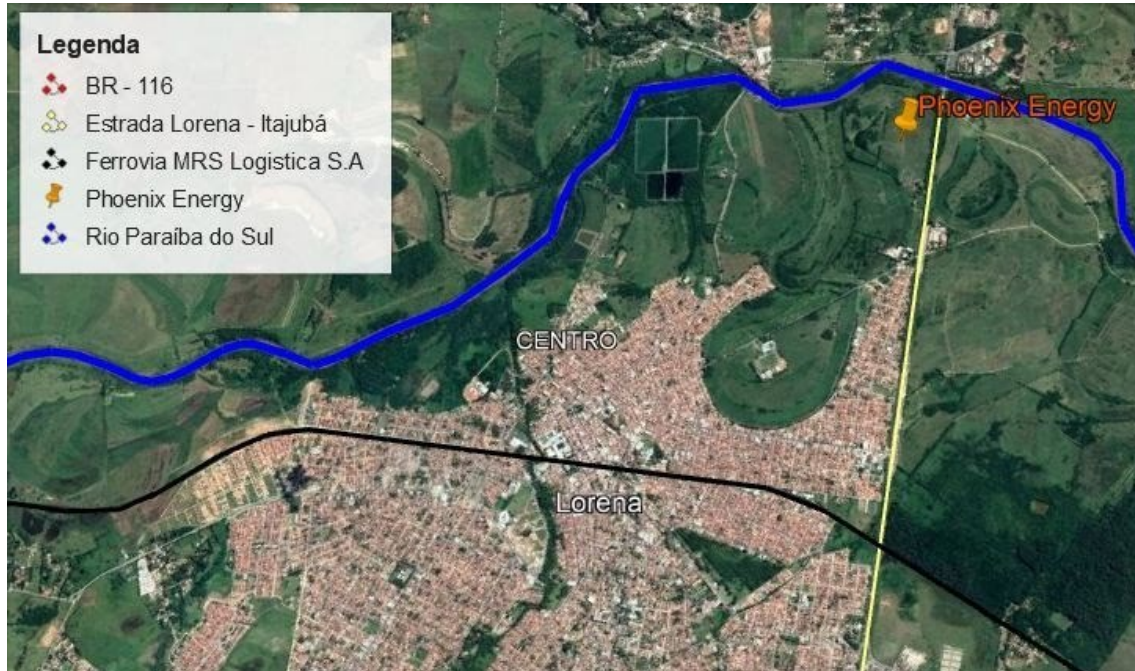 Legenda
BR - 116
Estrada Lorena - Itajubá
Ferrovia MRS Logistica S.A
Phoenix Energy
Rio Paraíba do Sul
Phoenix Energy
CENTRO
Lorena